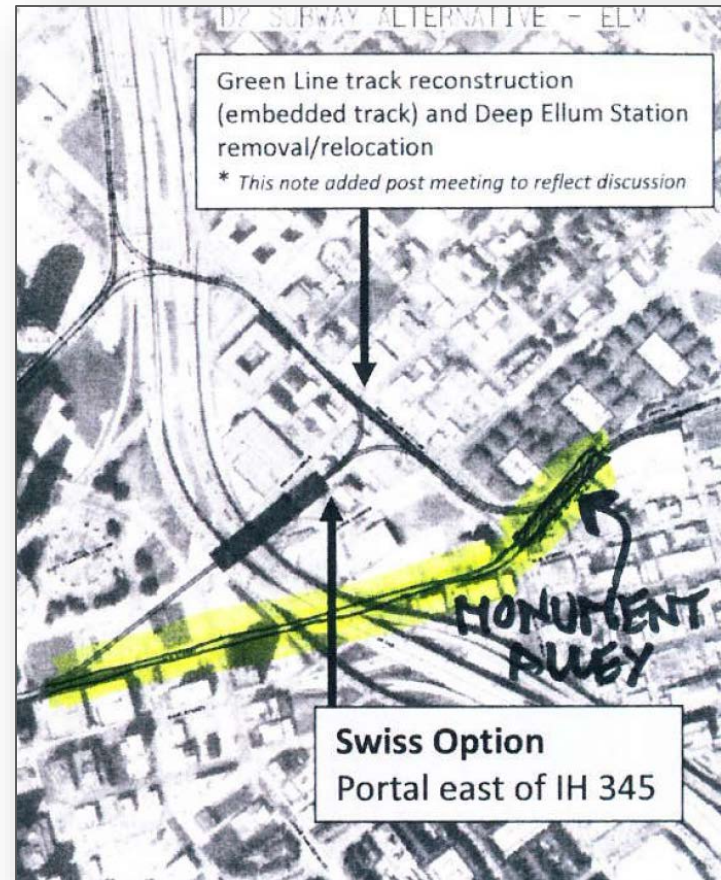 D2 SUBWAY ALTERNATIVE - ELM
Green Line track reconstruction
(embedded track) and Deep Ellum Station
removal/relocation
* This note added post meeting to reflect discussion
MONUMENT
ALLEY
Swiss Option
Portal east of IH 345